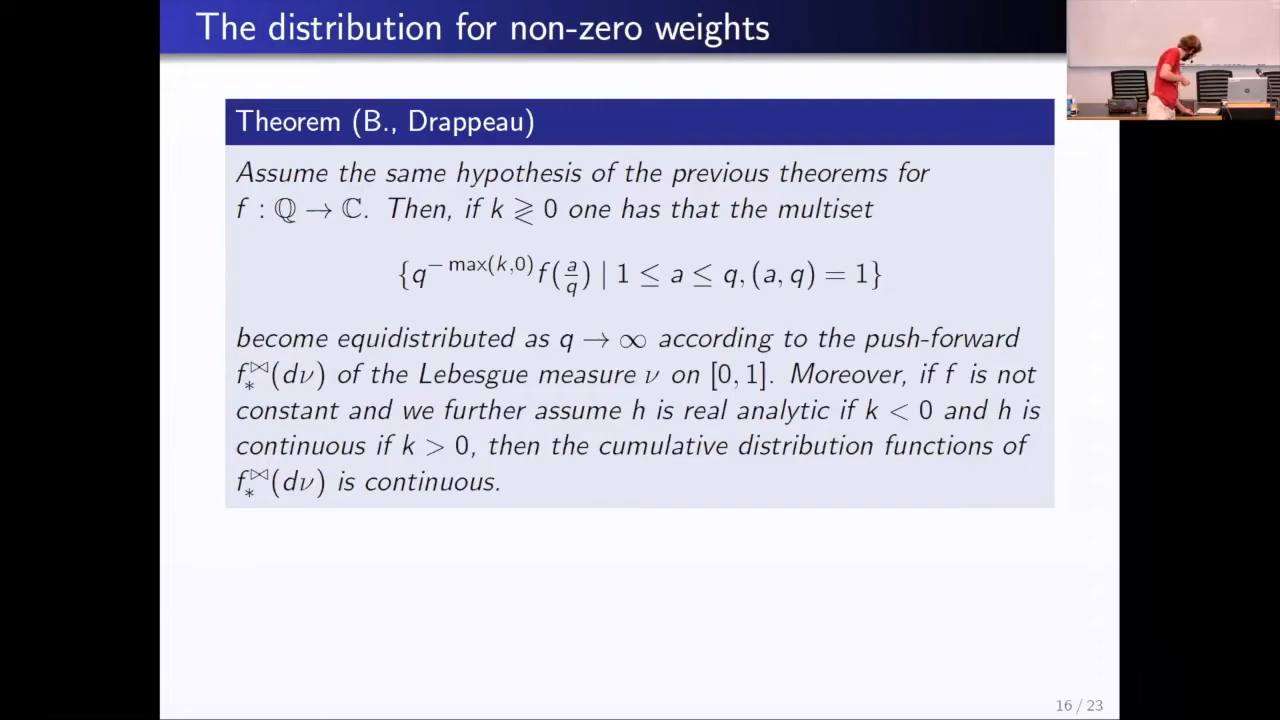 The distribution for non-zero weights
Theorem (B., Drappeau)
Assume the same hypothesis of the previous theorems for
f : ℚ → ℂ. Then, if k ≷ 0 one has that the multiset
{q^{− max(k,0)} f(a/q) | 1 ≤ a ≤ q, (a, q) = 1}
become equidistributed as q → ∞ according to the push-forward
f_*^⋈(dν) of the Lebesgue measure ν on [0, 1]. Moreover, if f is not
constant and we further assume h is real analytic if k < 0 and h is
continuous if k > 0, then the cumulative distribution functions of
f_*^⋈(dν) is continuous.
16 / 23